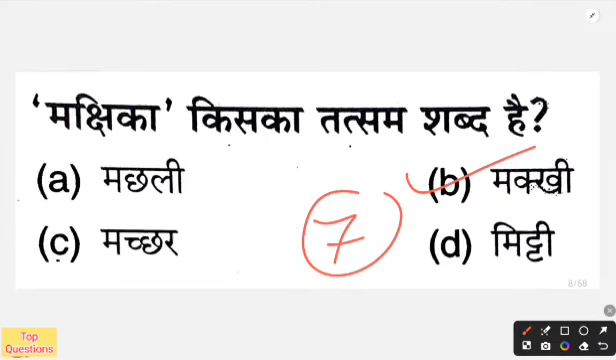 'मक्षिका' किसका तत्सम शब्द है?
(a) मछली
(b) मक्खी
(c) मच्छर
(d) मिट्टी
7
8/58
Top
Questions